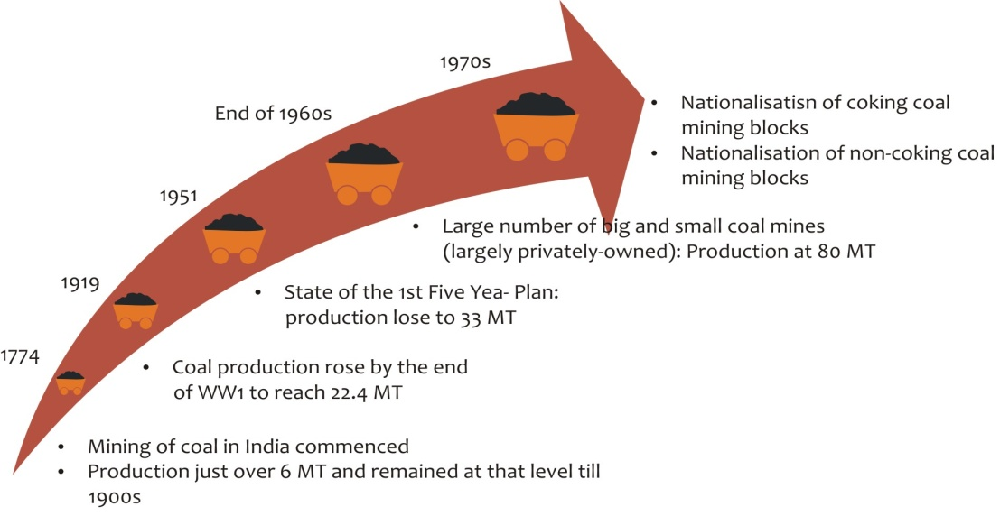 1970s
• Nationalisatisn of coking coal
mining blocks
• Nationalisation of non-coking coal
mining blocks
End of 1960s
• Large number of big and small coal mines
(largely privately-owned): Production at 80 MT
1951
• State of the 1st Five Yea- Plan:
production lose to 33 MT
1919
• Coal production rose by the end
of WW1 to reach 22.4 MT
1774
• Mining of coal in India commenced
• Production just over 6 MT and remained at that level till
1900s